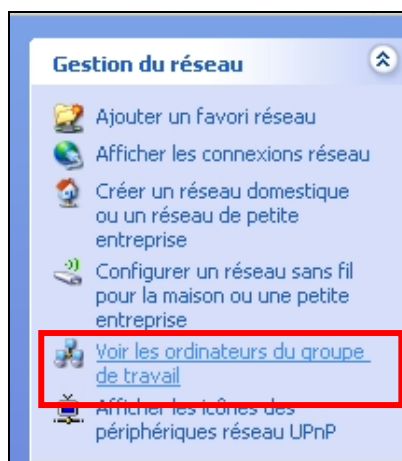 Gestion du réseau
Ajouter un favori réseau
Afficher les connexions réseau
Créer un réseau domestique
ou un réseau de petite
entreprise
Configurer un réseau sans fil
pour la maison ou une petite
entreprise
Voir les ordinateurs du groupe
de travail
Afficher les icônes des
périphériques réseau UPnP